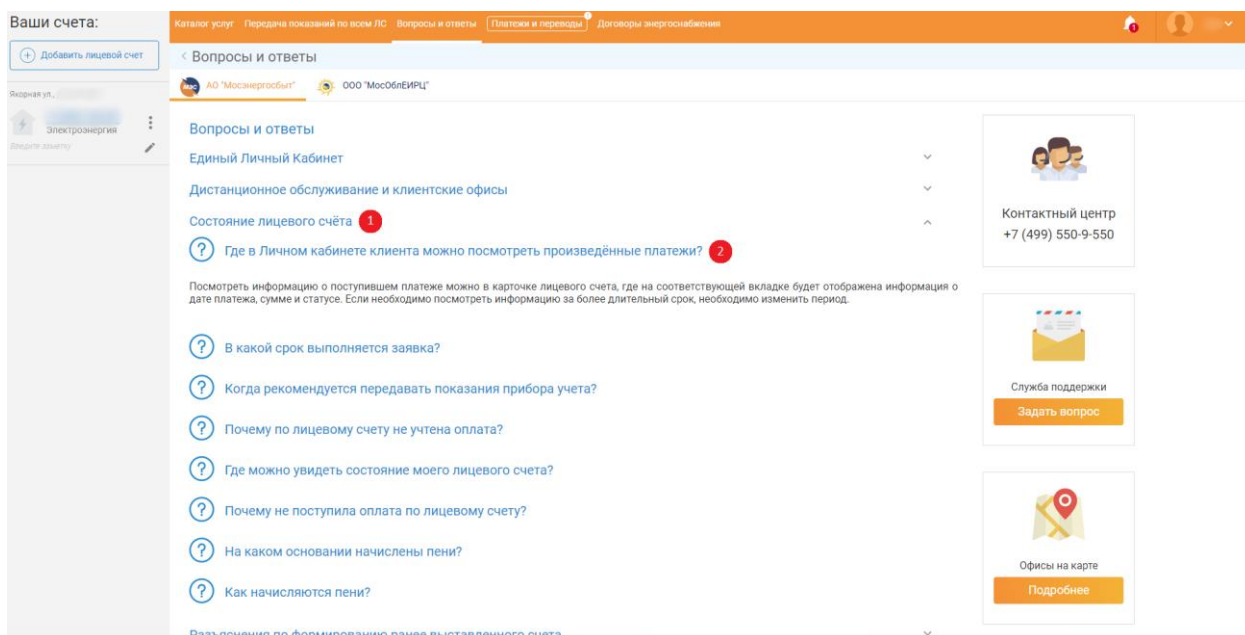 Ваши счета:
Каталог услуг Передача показаний по всем ЛС Вопросы и ответы Платежи и переводы Договоры энергоснабжения
1
Добавить лицевой счет
Вопросы и ответы
АО "Мосэнергосбыт" ООО "МосОблЕИРЦ"
Якорная ул.,
Электроэнергия
Введите заметку
Вопросы и ответы
Единый Личный Кабинет
Дистанционное обслуживание и клиентские офисы
Состояние лицевого счёта 1
? Где в Личном кабинете клиента можно посмотреть произведённые платежи? 2
Посмотреть информацию о поступившем платеже можно в карточке лицевого счета, где на соответствующей вкладке будет отображена информация о
дате платежа, сумме и статусе. Если необходимо посмотреть информацию за более длительный срок, необходимо изменить период.
? В какой срок выполняется заявка?
? Когда рекомендуется передавать показания прибора учета?
? Почему по лицевому счету не учтена оплата?
? Где можно увидеть состояние моего лицевого счета?
? Почему не поступила оплата по лицевому счету?
? На каком основании начислены пени?
? Как начисляются пени?
Разъяснения по формированию ранее выставленного счета
Контактный центр
+7 (499) 550-9-550
Служба поддержки
Задать вопрос
Офисы на карте
Подробнее